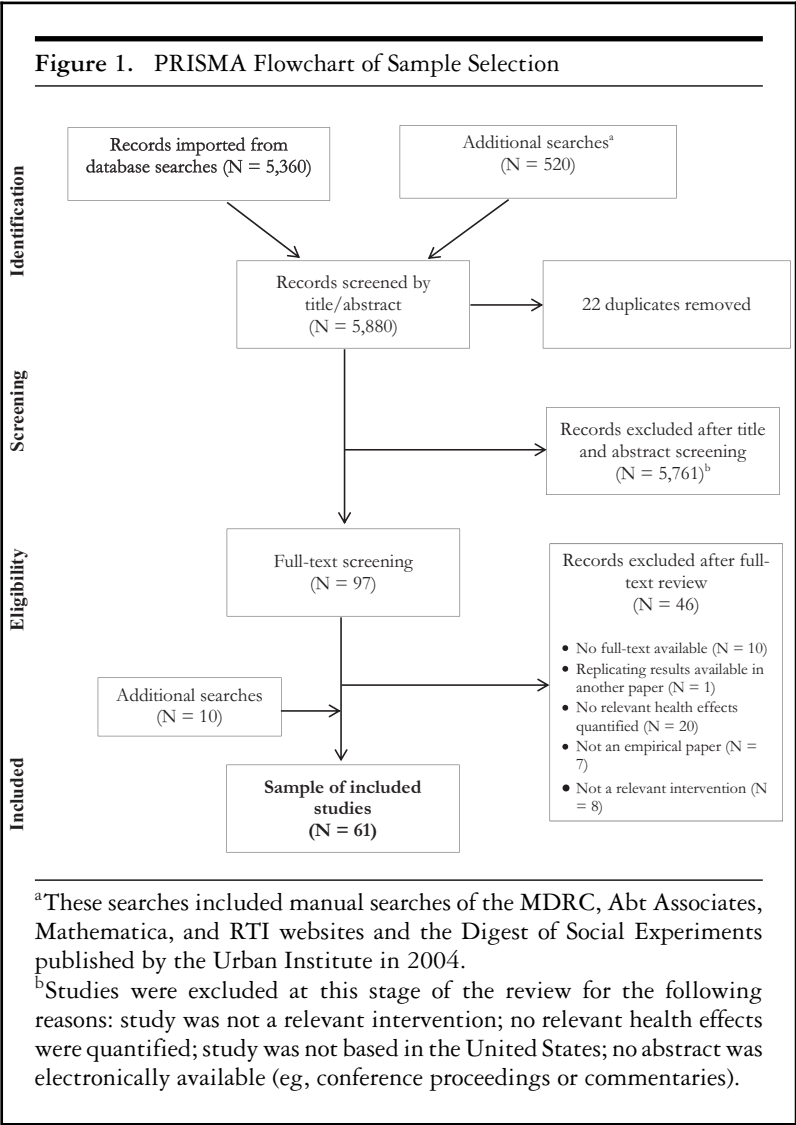 Figure 1. PRISMA Flowchart of Sample Selection
Identification
Records imported from
database searches (N = 5,360)
Additional searchesa
(N = 520)
Records screened by
title/abstract
(N = 5,880)
22 duplicates removed
Screening
Records excluded after title
and abstract screening
(N = 5,761)b
Eligibility
Full-text screening
(N = 97)
Records excluded after full-
text review
(N = 46)
• No full-text available (N = 10)
• Replicating results available in
another paper (N = 1)
• No relevant health effects
quantified (N = 20)
• Not an empirical paper (N =
7)
• Not a relevant intervention (N
= 8)
Additional searches
(N = 10)
Included
Sample of included
studies
(N = 61)
aThese searches included manual searches of the MDRC, Abt Associates,
Mathematica, and RTI websites and the Digest of Social Experiments
published by the Urban Institute in 2004.
bStudies were excluded at this stage of the review for the following
reasons: study was not a relevant intervention; no relevant health effects
were quantified; study was not based in the United States; no abstract was
electronically available (eg, conference proceedings or commentaries).